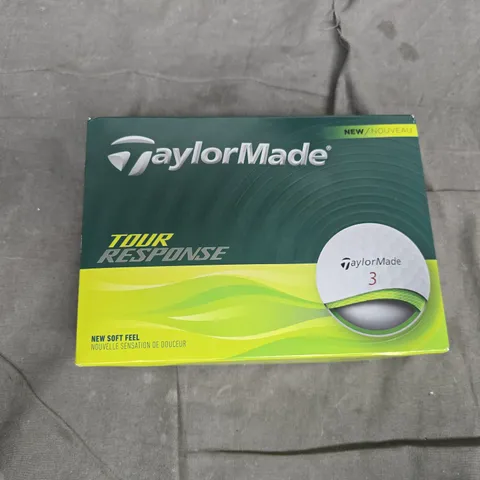 NEW/NOUVEAU
TaylorMade®
TOUR
RESPONSE
TaylorMade
3
NEW SOFT FEEL
NOUVELLE SENSATION DE DOUCEUR